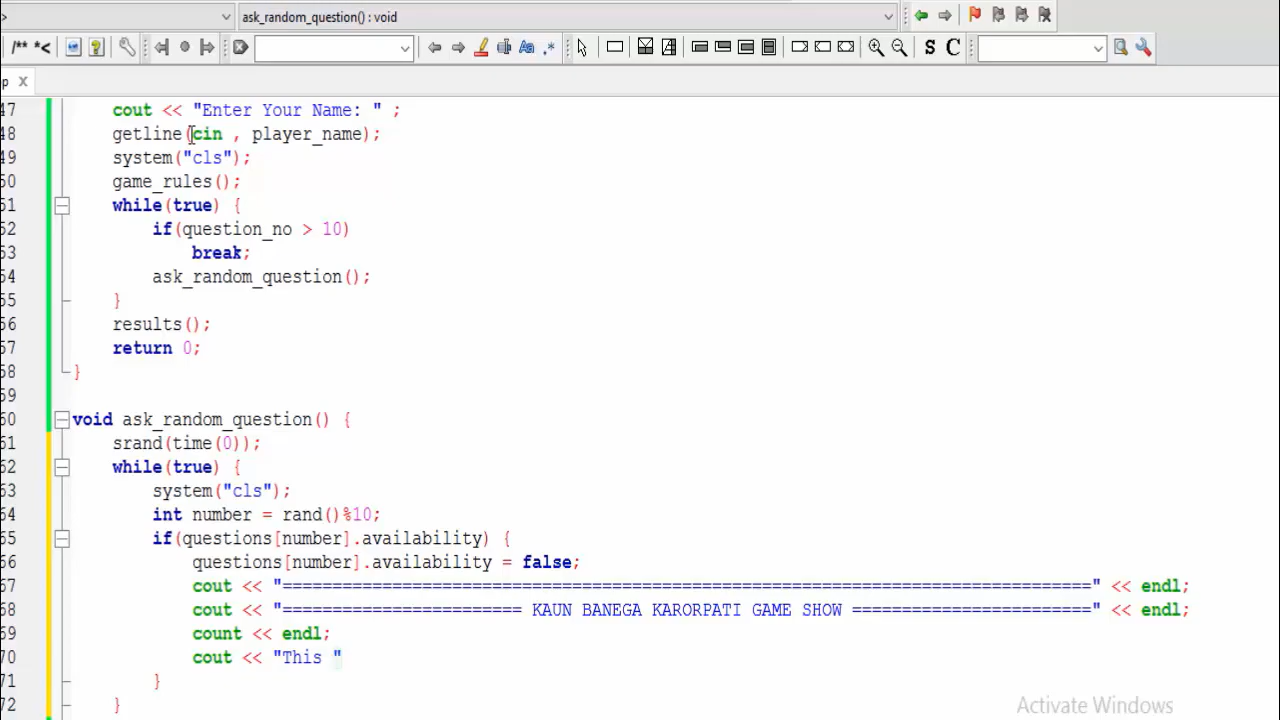 ask_random_question() : void
/** *<
S C
p X
47 cout << "Enter Your Name: " ;
48 getline(cin , player_name);
49 system("cls");
50 game_rules();
51 while(true) {
52 if(question_no > 10)
53 break;
54 ask_random_question();
55 }
56 results();
57 return 0;
58 }
59
60 void ask_random_question() {
61 srand(time(0));
62 while(true) {
63 system("cls");
64 int number = rand()%10;
65 if(questions[number].availability) {
66 questions[number].availability = false;
67 cout << "=================================================================================" << endl;
68 cout << "======================== KAUN BANEGA KARORPATI GAME SHOW ========================" << endl;
69 count << endl;
70 cout << "This "
71 }
72 }
Activate Windows